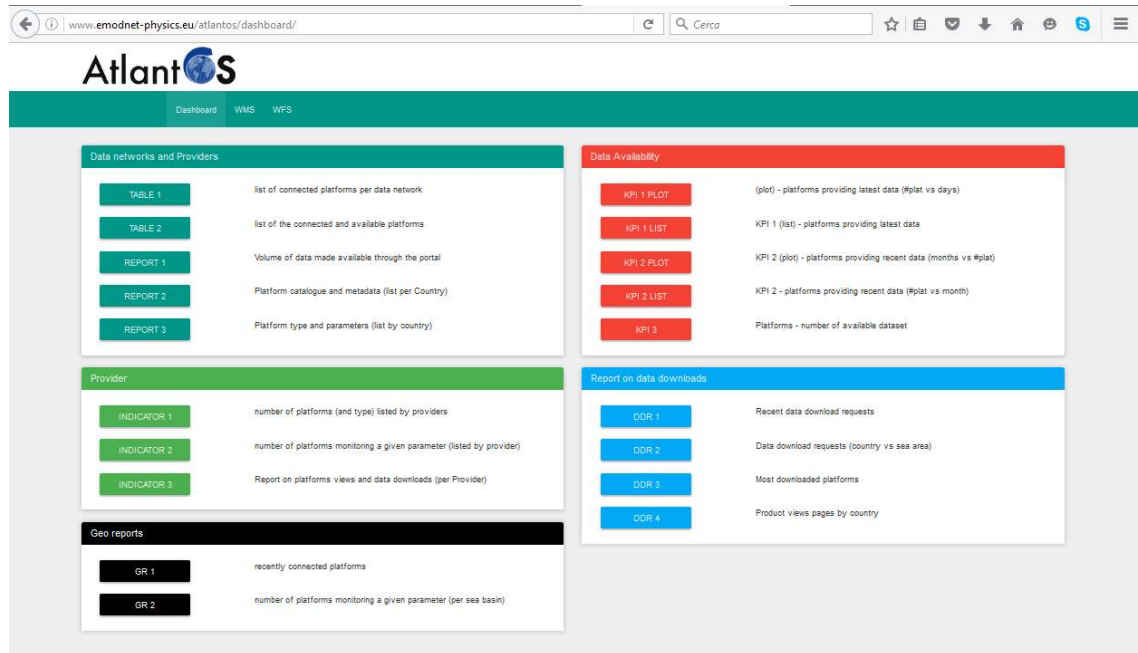 www.emodnet-physics.eu/atlantos/dashboard/
Cerca
AtlantOS
Dashboard WMS WFS
Data networks and Providers
TABLE 1 list of connected platforms per data network
TABLE 2 list of the connected and available platforms
REPORT 1 Volume of data made available through the portal
REPORT 2 Platform catalogue and metadata (list per Country)
REPORT 3 Platform type and parameters (list by country)
Data Availability
KPI 1 PLOT (plot) - platforms providing latest data (#plat vs days)
KPI 1 LIST KPI 1 (list) - platforms providing latest data
KPI 2 PLOT KPI 2 (plot) - platforms providing recent data (months vs #plat)
KPI 2 LIST KPI 2 - platforms providing recent data (#plat vs month)
KPI 3 Platforms - number of available dataset
Provider
INDICATOR 1 number of platforms (and type) listed by providers
INDICATOR 2 number of platforms monitoring a given parameter (listed by provider)
INDICATOR 3 Report on platforms views and data downloads (per Provider)
Report on data downloads
DDR 1 Recent data download requests
DDR 2 Data download requests (country vs sea area)
DDR 3 Most downloaded platforms
DDR 4 Product views pages by country
Geo reports
GR 1 recently connected platforms
GR 2 number of platforms monitoring a given parameter (per sea basin)